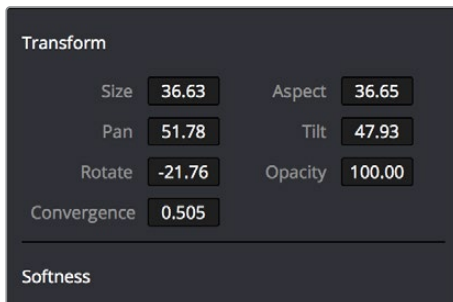 Transform
Size 36.63 Aspect 36.65
Pan 51.78 Tilt 47.93
Rotate -21.76 Opacity 100.00
Convergence 0.505
Softness